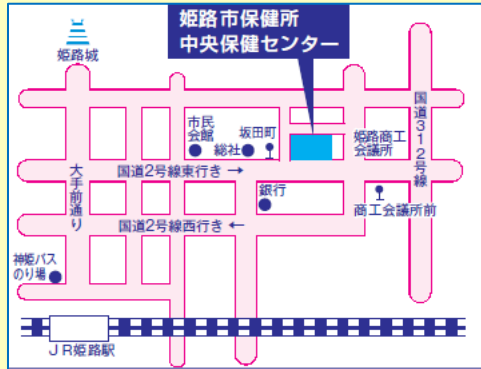 姫路市保健所
中央保健センター
姫路城
市民
会館
総社
坂田町
姫路商工
会議所
国道312号線
国道2号線東行き →
大手前通り
銀行
商工会議所前
国道2号線西行き ←
神姫バス
のり場
JR姫路駅